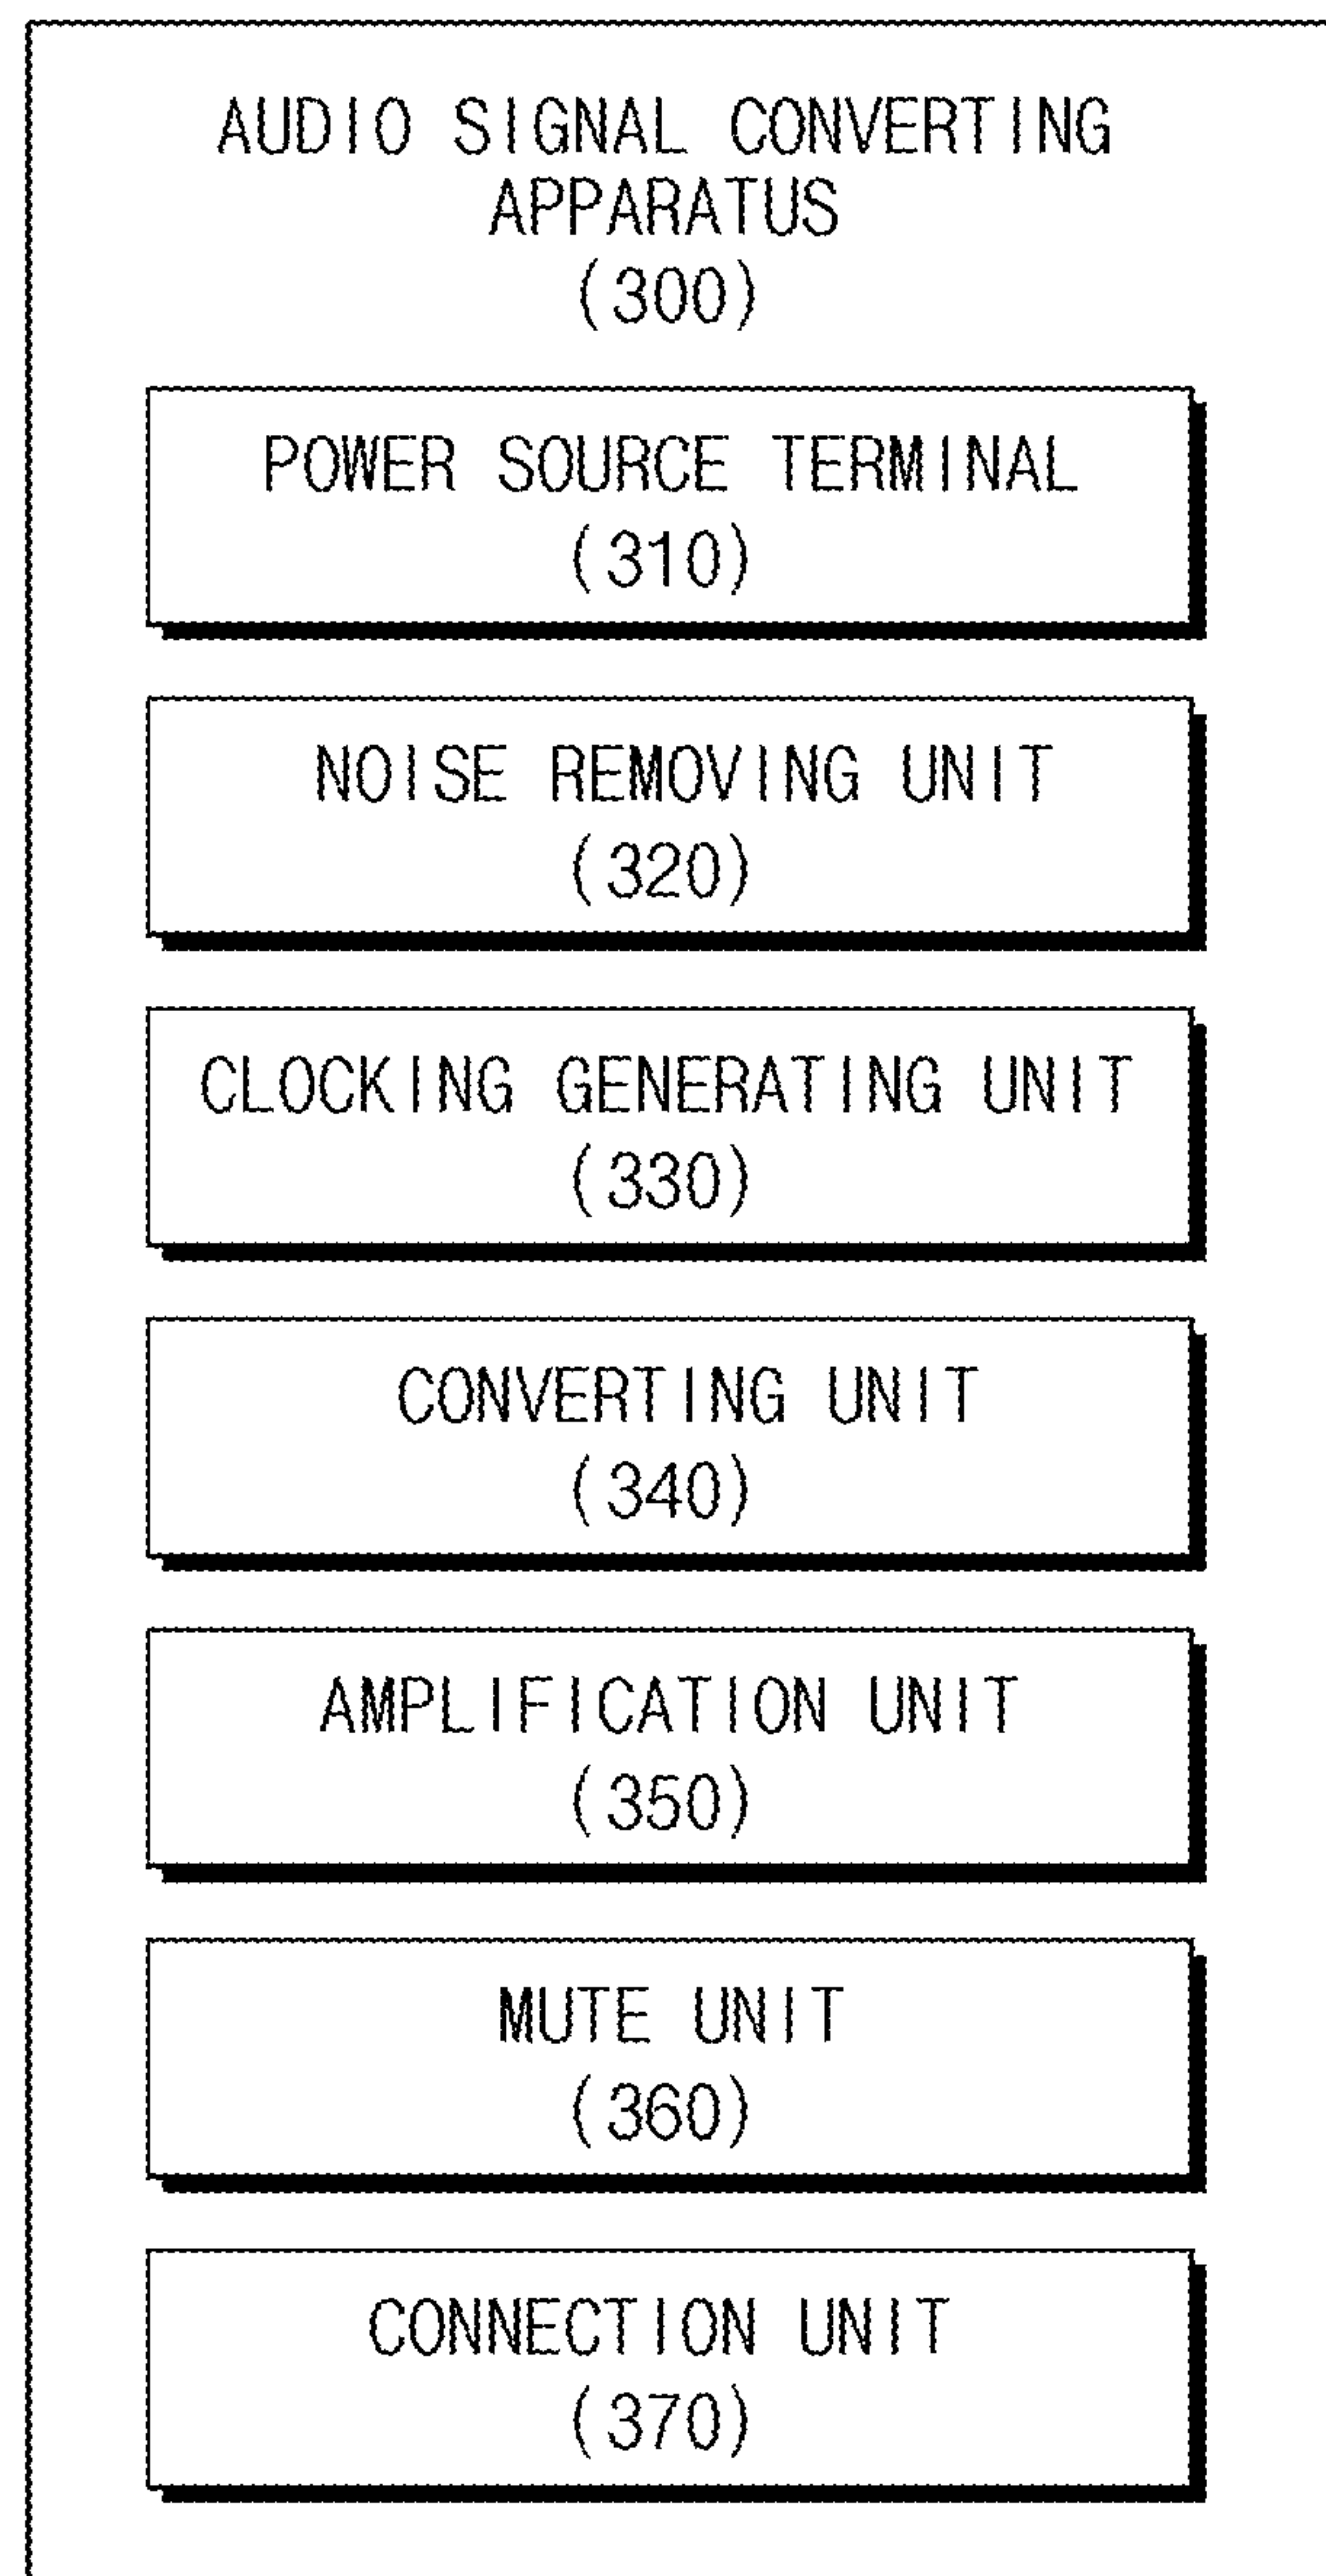 AUDIO SIGNAL CONVERTING
APPARATUS
(300)
POWER SOURCE TERMINAL
(310)
NOISE REMOVING UNIT
(320)
CLOCKING GENERATING UNIT
(330)
CONVERTING UNIT
(340)
AMPLIFICATION UNIT
(350)
MUTE UNIT
(360)
CONNECTION UNIT
(370)